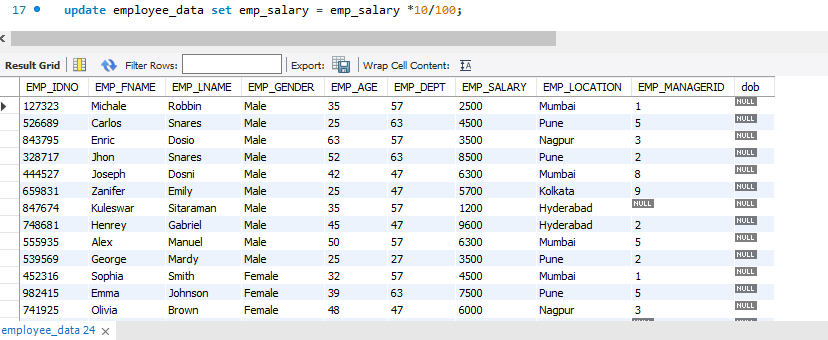 17 update employee_data set emp_salary = emp_salary *10/100;
Result Grid Filter Rows: Export: Wrap Cell Content: IA
EMP_IDNO EMP_FNAME EMP_LNAME EMP_GENDER EMP_AGE EMP_DEPT EMP_SALARY EMP_LOCATION EMP_MANAGERID dob
127323 Michale Robbin Male 35 57 2500 Mumbai 1 NULL
526689 Carlos Snares Male 25 63 4500 Pune 5 NULL
843795 Enric Dosio Male 63 57 3500 Nagpur 3 NULL
328717 Jhon Snares Male 52 63 8500 Pune 2 NULL
444527 Joseph Dosni Male 42 47 6300 Mumbai 8 NULL
659831 Zanifer Emily Male 25 47 5700 Kolkata 9 NULL
847674 Kuleswar Sitaraman Male 35 57 1200 Hyderabad NULL NULL
748681 Henrey Gabriel Male 45 47 9600 Hyderabad 2 NULL
555935 Alex Manuel Male 50 57 6300 Mumbai 5 NULL
539569 George Mardy Male 25 27 3500 Pune 2 NULL
452316 Sophia Smith Female 32 57 4500 Mumbai 1 NULL
982415 Emma Johnson Female 39 63 7500 Pune 5 NULL
741925 Olivia Brown Female 48 47 6000 Nagpur 3 NULL
employee_data 24